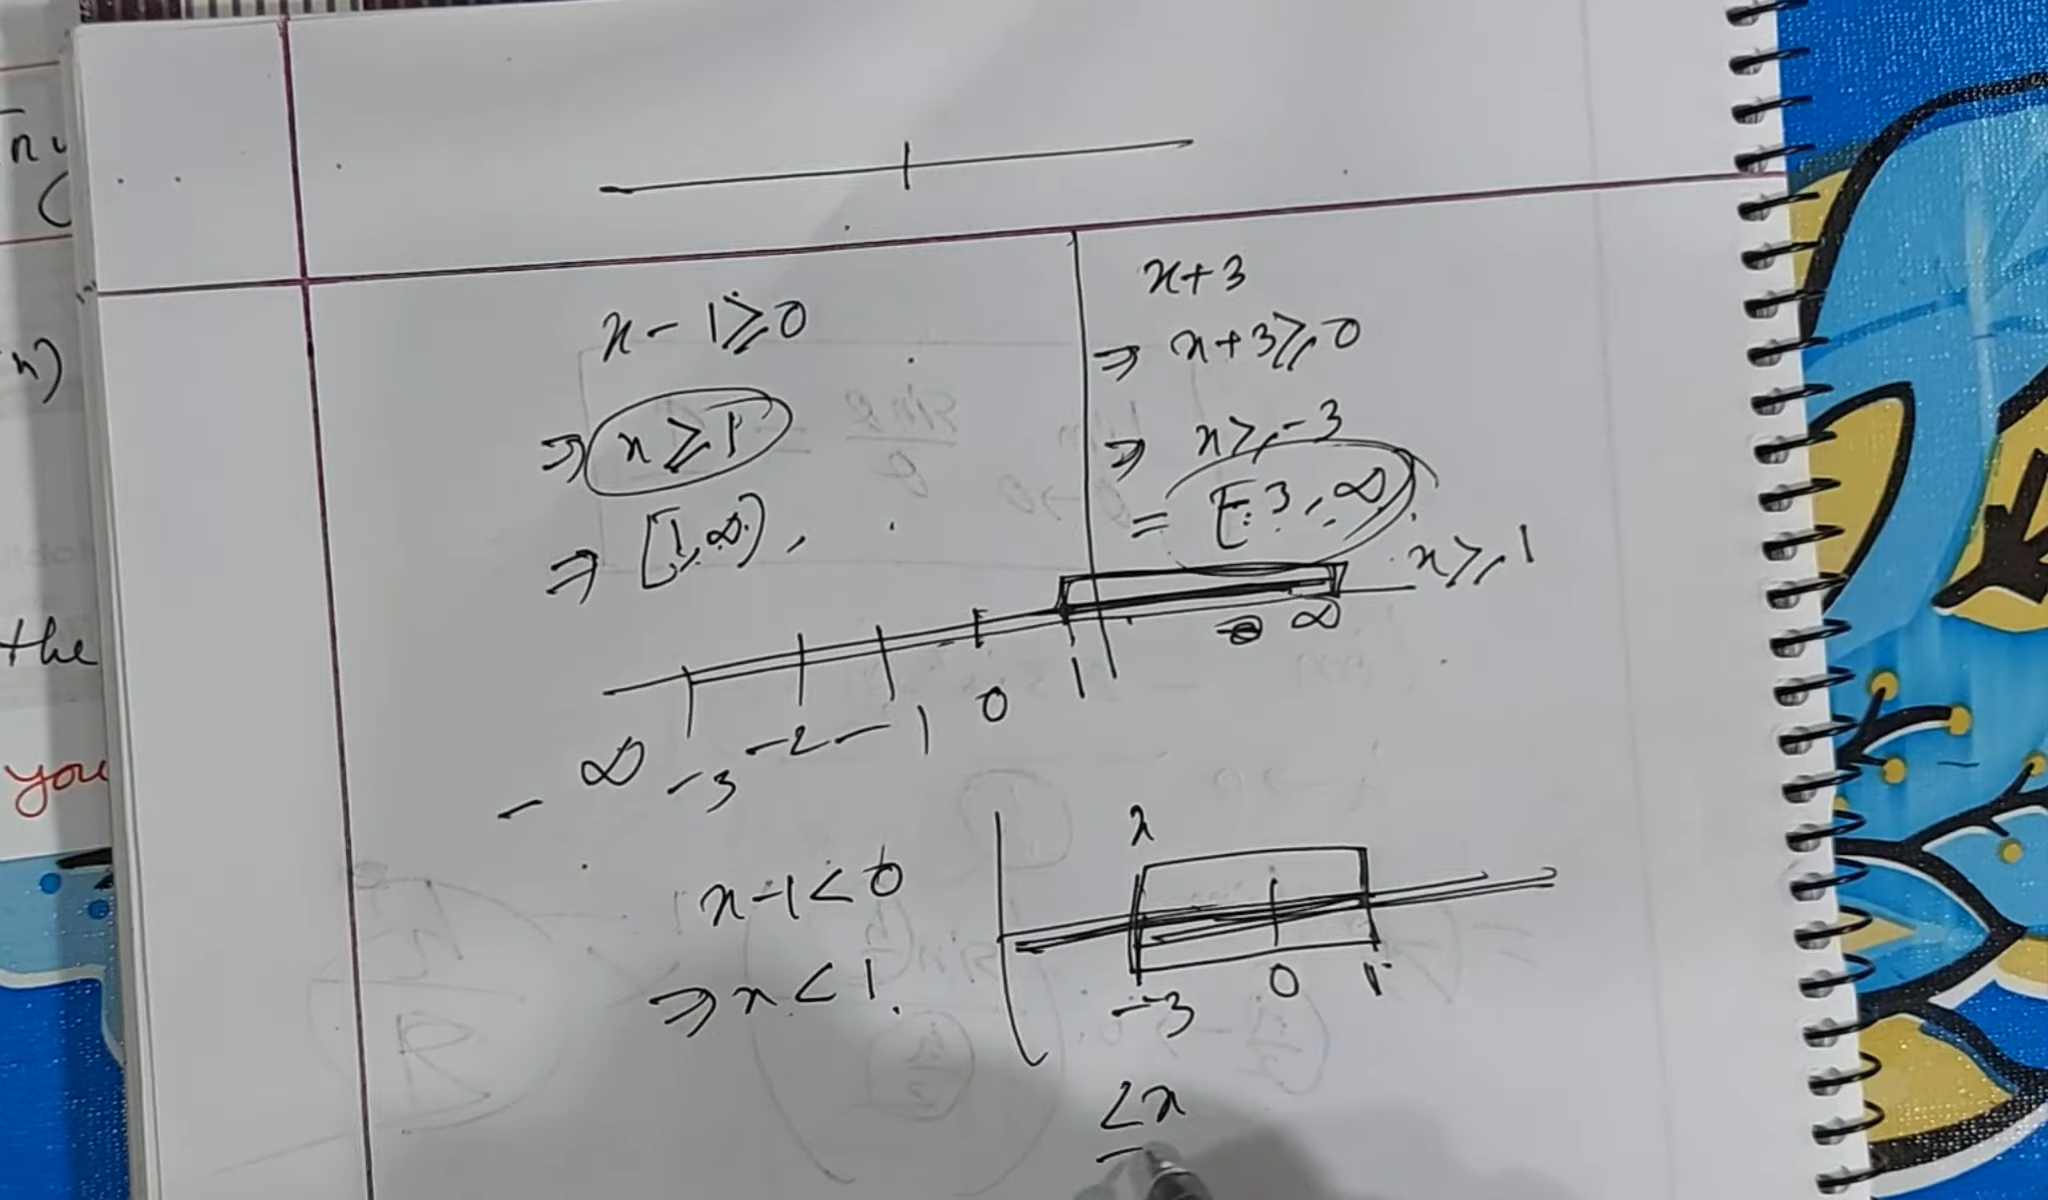 x - 1 ≥ 0
⇒ x ≥ 1
⇒ [1, ∞)
x + 3
⇒ x + 3 ≥ 0
⇒ x ≥ -3
= [-3, ∞)
x ≥ 1
-∞ -3 -2 -1 0 1 ∞
x - 1 < 0
⇒ x < 1
-3 0 1
≤ x
the
you